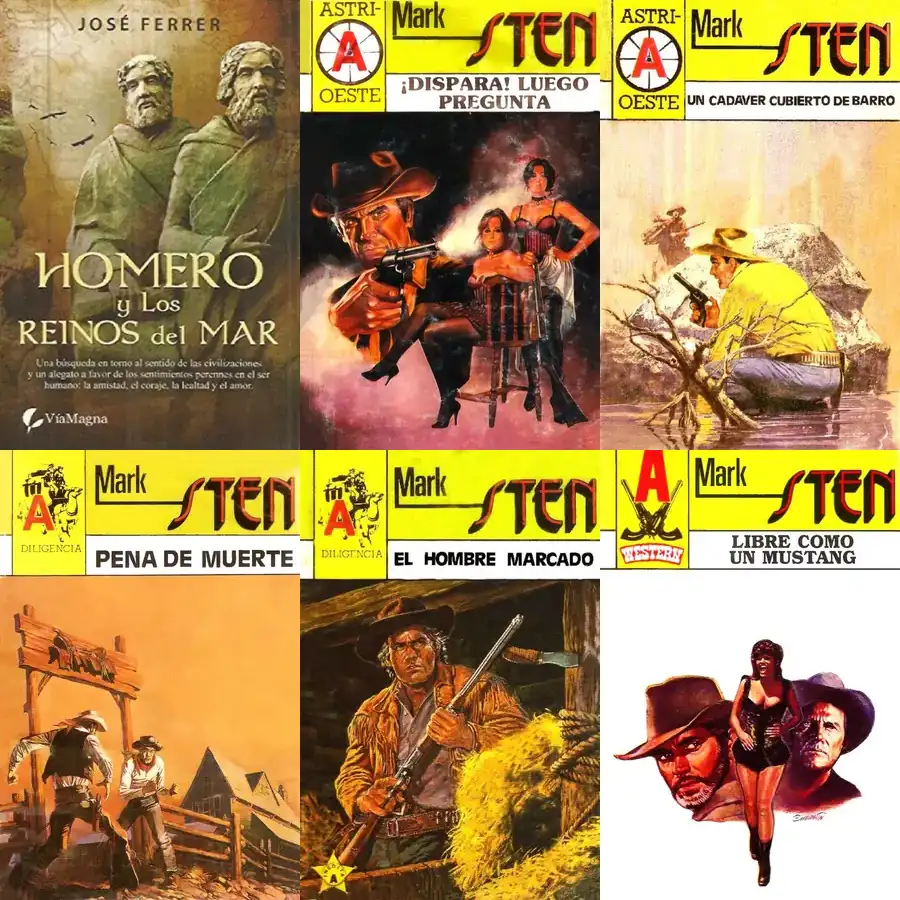 JOSÉ FERRER
HOMERO
y Los
REINOS del MAR
Una búsqueda en torno al sentido de las civilizaciones
y un alegato a favor de los sentimientos perennes en el ser
humano: la amistad, el coraje, la lealtad y el amor.
VíaMagna
ASTRI-
A
OESTE
Mark
STEN
¡DISPARA! LUEGO
PREGUNTA
ASTRI-
A
OESTE
Mark
STEN
UN CADAVER CUBIERTO DE BARRO
A
DILIGENCIA
Mark
STEN
PENA DE MUERTE
A
DILIGENCIA
Mark
STEN
EL HOMBRE MARCADO
A
A
WESTERN
Mark
STEN
LIBRE COMO
UN MUSTANG